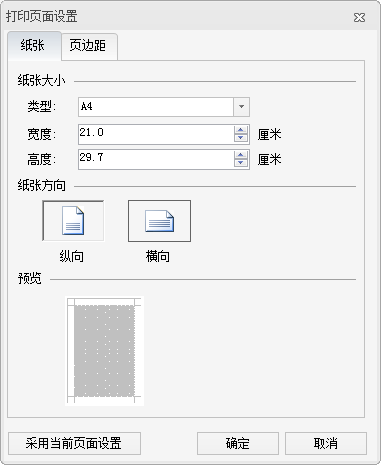 打印页面设置
纸张 页边距
纸张大小
类型: A4
宽度: 21.0 厘米
高度: 29.7 厘米
纸张方向
纵向 横向
预览
采用当前页面设置 确定 取消